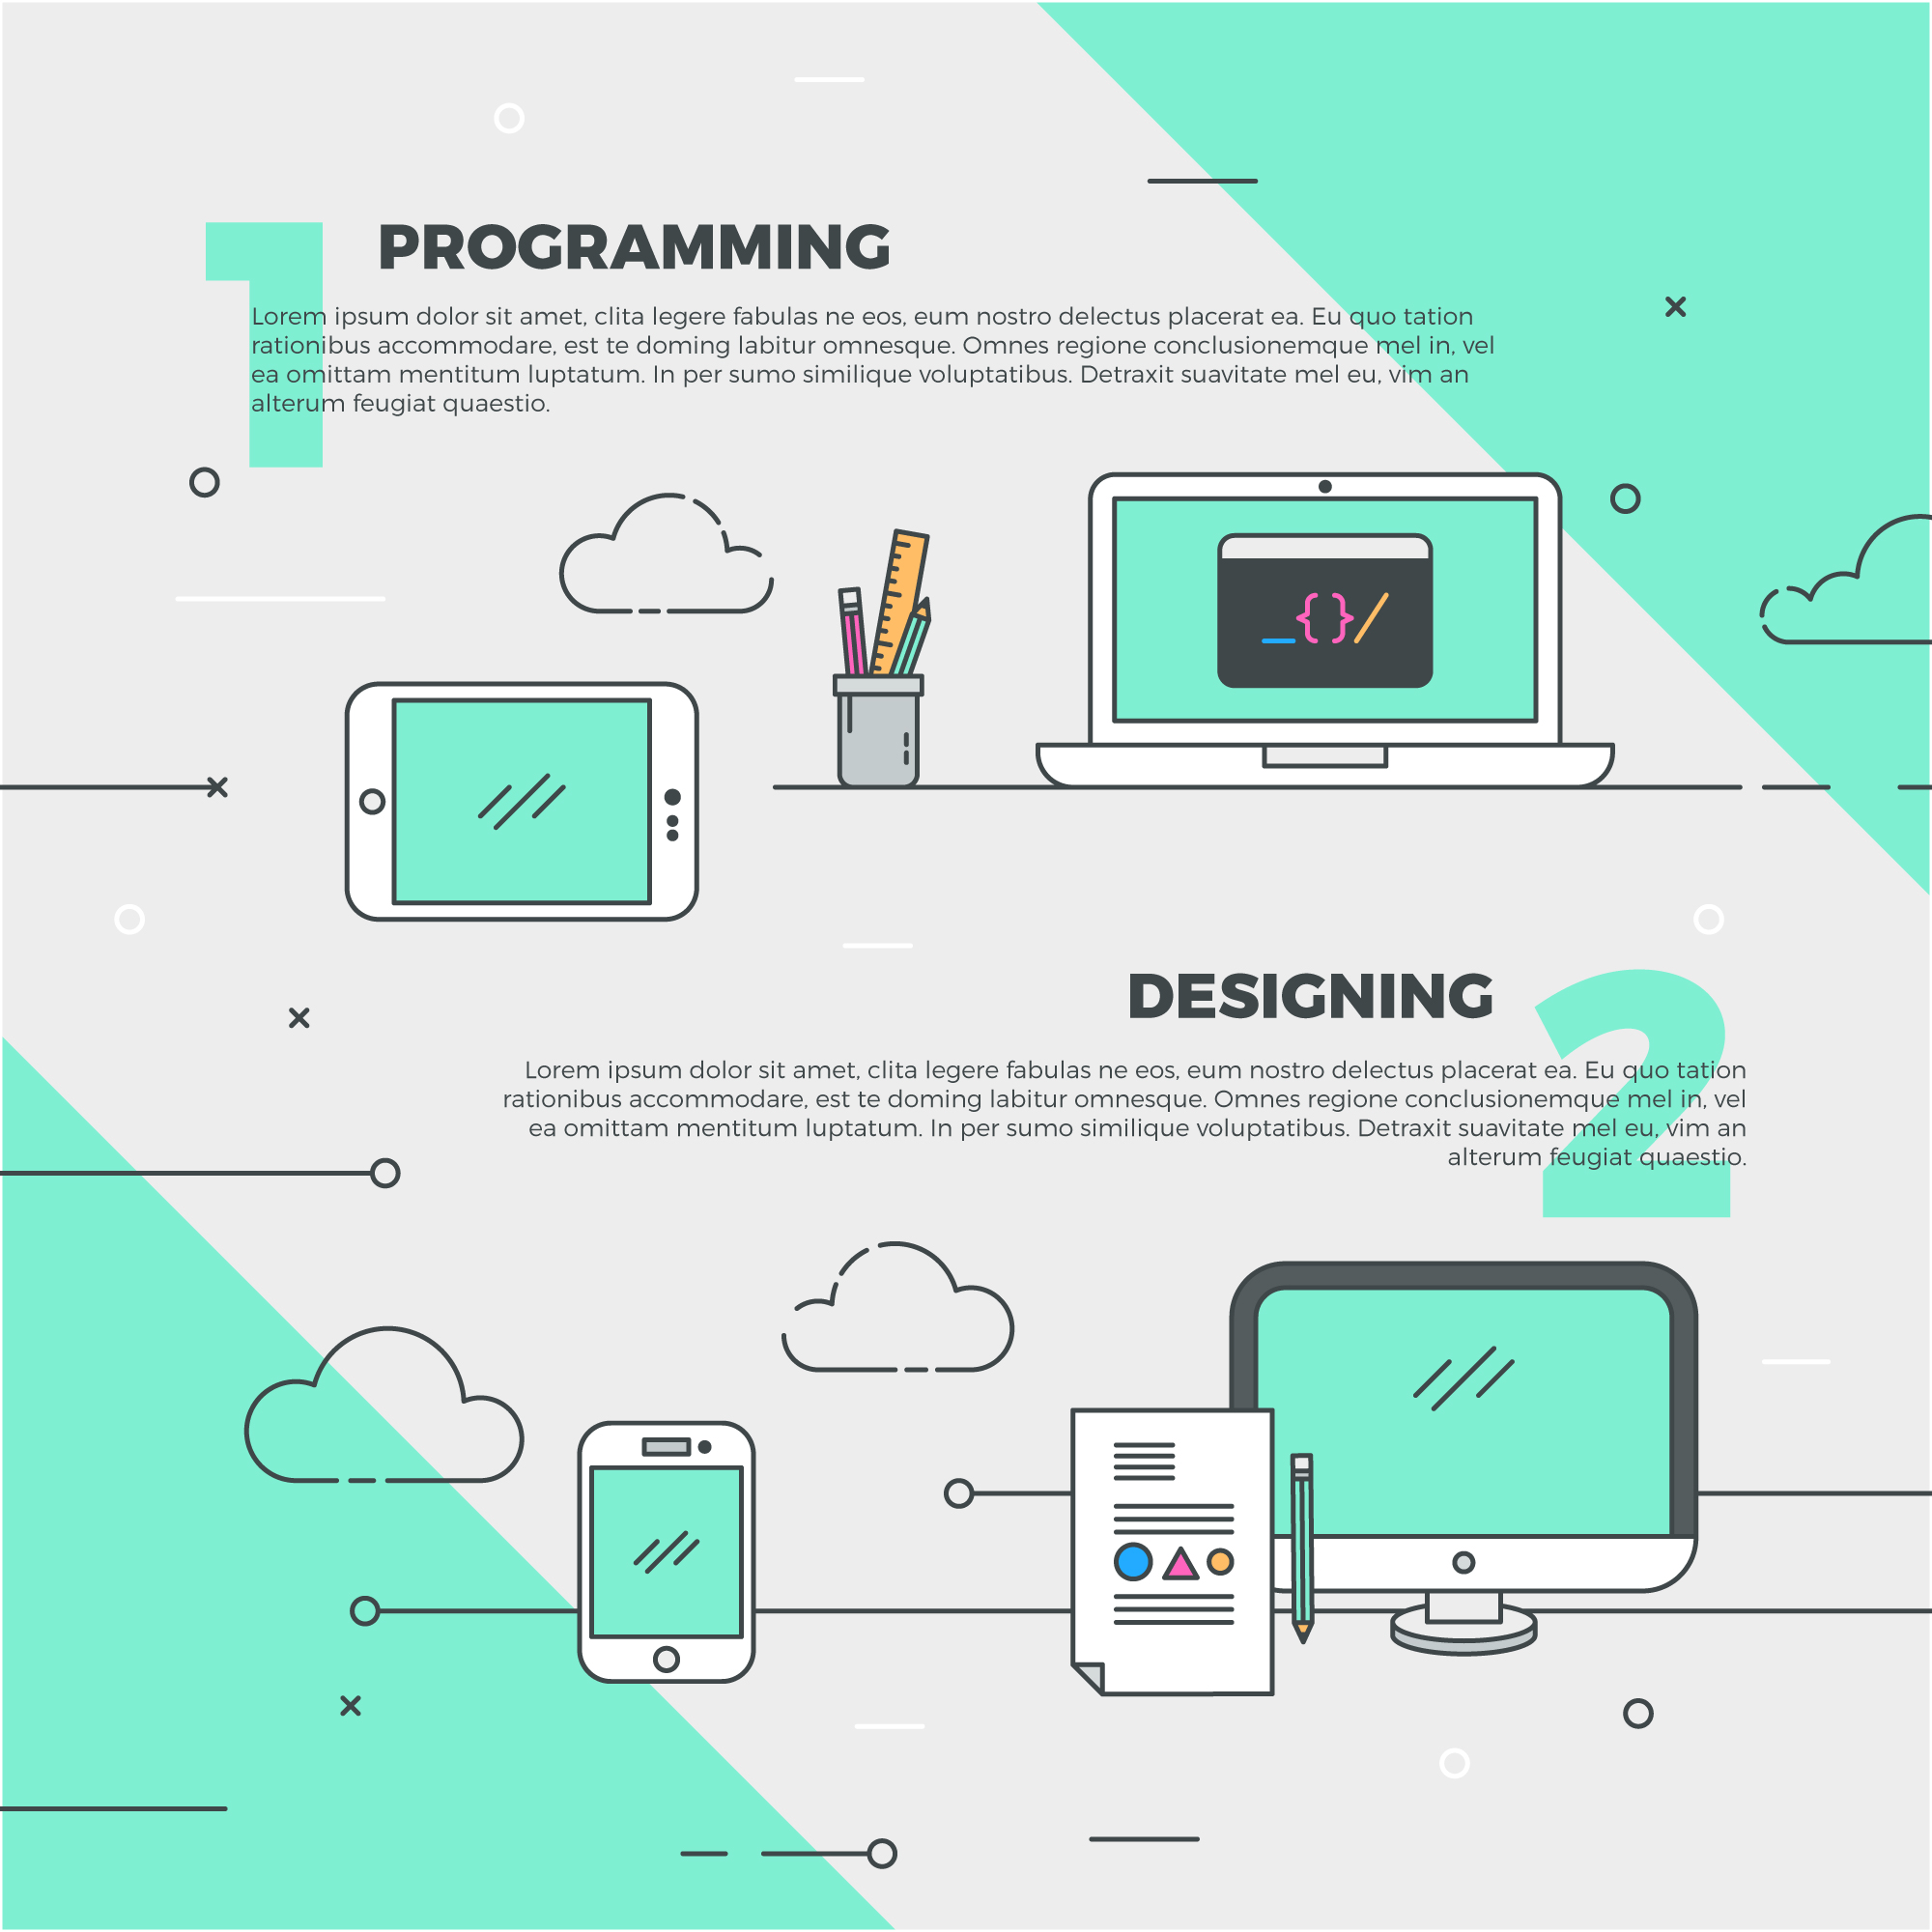 1
PROGRAMMING
Lorem ipsum dolor sit amet, clita legere fabulas ne eos, eum nostro delectus placerat ea. Eu quo tation
rationibus accommodare, est te doming labitur omnesque. Omnes regione conclusionemque mel in, vel
ea omittam mentitum luptatum. In per sumo similique voluptatibus. Detraxit suavitate mel eu, vim an
alterum feugiat quaestio.
_{}/
DESIGNING
2
Lorem ipsum dolor sit amet, clita legere fabulas ne eos, eum nostro delectus placerat ea. Eu quo tation
rationibus accommodare, est te doming labitur omnesque. Omnes regione conclusionemque mel in, vel
ea omittam mentitum luptatum. In per sumo similique voluptatibus. Detraxit suavitate mel eu, vim an
alterum feugiat quaestio.